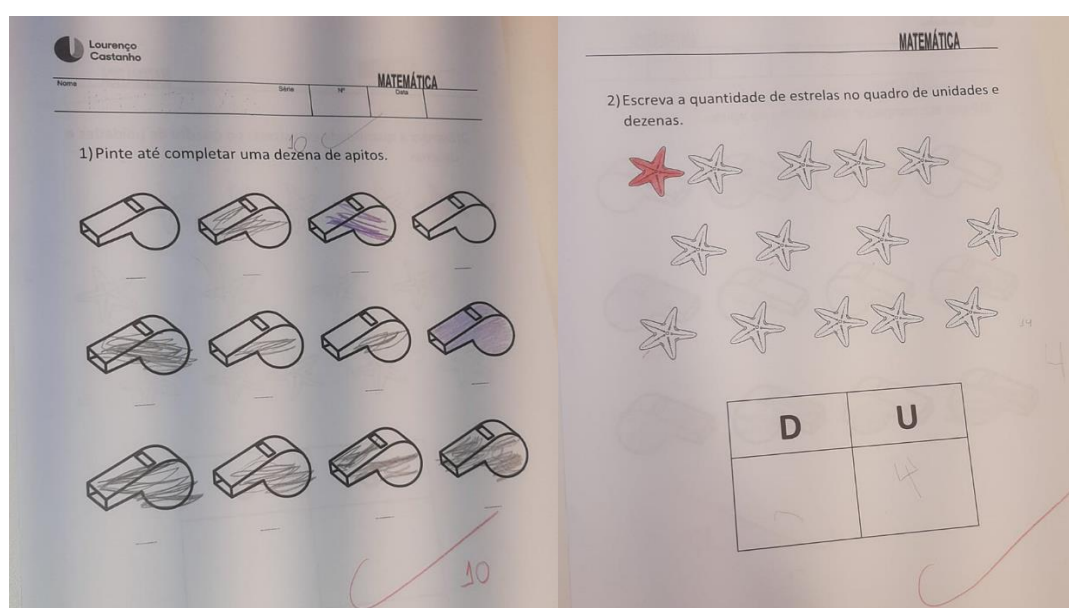 Lourenço
Castanho
MATEMÁTICA
Nome
Série
Nº
Data
10
1) Pinte até completar uma dezena de apitos.
10
MATEMÁTICA
2) Escreva a quantidade de estrelas no quadro de unidades e
dezenas.
14
4
D U
4